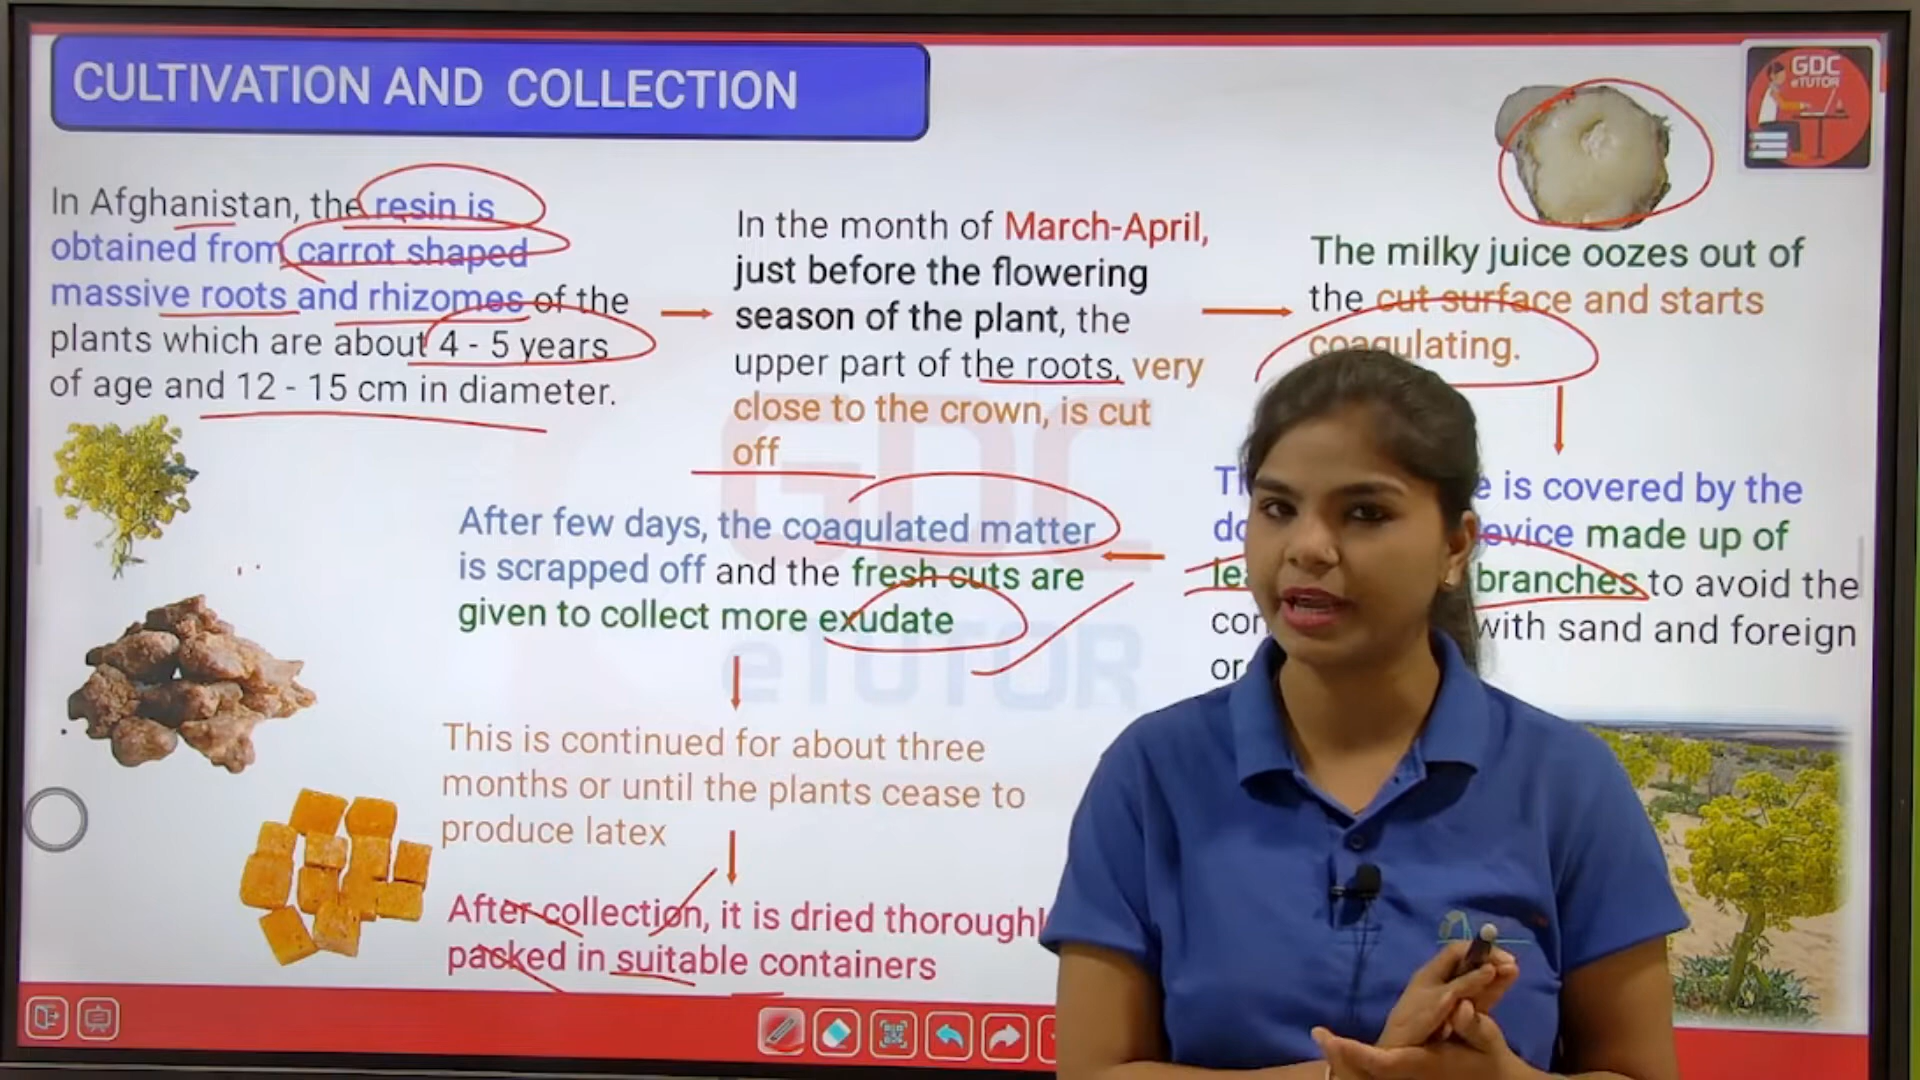 CULTIVATION AND COLLECTION
GDC
eTUTOR
In Afghanistan, the resin is
obtained from carrot shaped
massive roots and rhizomes of the
plants which are about 4 - 5 years
of age and 12 - 15 cm in diameter.
In the month of March-April,
just before the flowering
season of the plant, the
upper part of the roots, very
close to the crown, is cut
off
The milky juice oozes out of
the cut surface and starts
coagulating.
is covered by the
made up of
branches to avoid the
with sand and foreign
After few days, the coagulated matter
is scrapped off and the fresh cuts are
given to collect more exudate
GDC
eTUTOR
This is continued for about three
months or until the plants cease to
produce latex
After collection, it is dried
packed in suitable containers